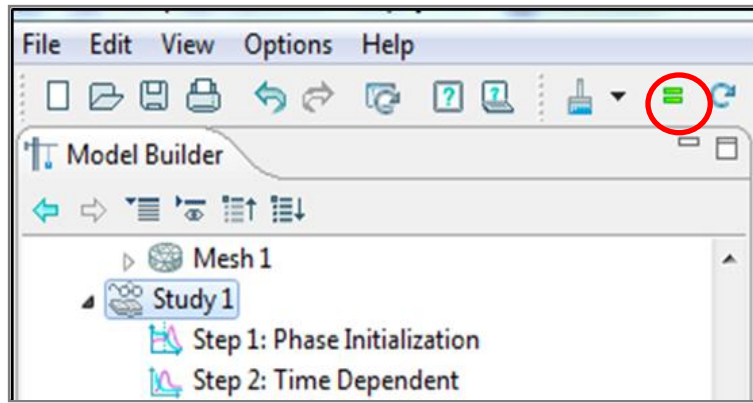 File Edit View Options Help
Model Builder
Mesh 1
Study 1
Step 1: Phase Initialization
Step 2: Time Dependent